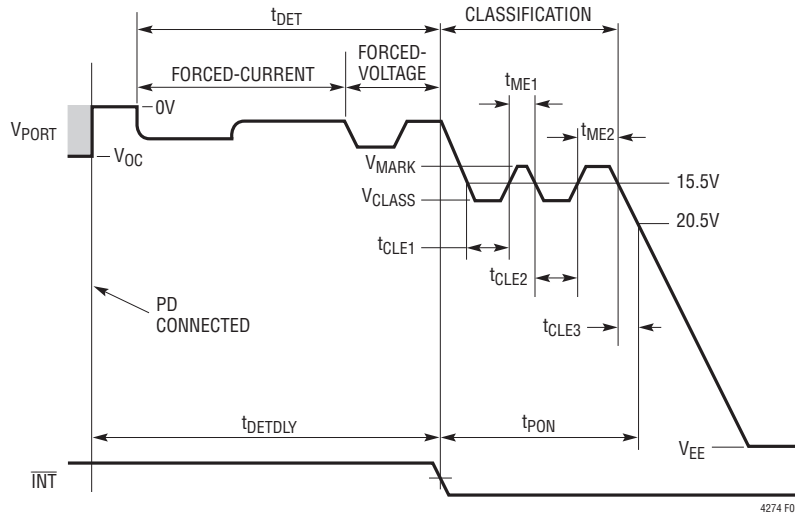 tDET
CLASSIFICATION
FORCED-CURRENT
FORCED-
VOLTAGE
tME1
0V
tME2
VPORT
VOC
VMARK
15.5V
VCLASS
20.5V
tCLE1
tCLE2
PD
CONNECTED
tCLE3
tDETDLY
tPON
VEE
INT
4274 F0